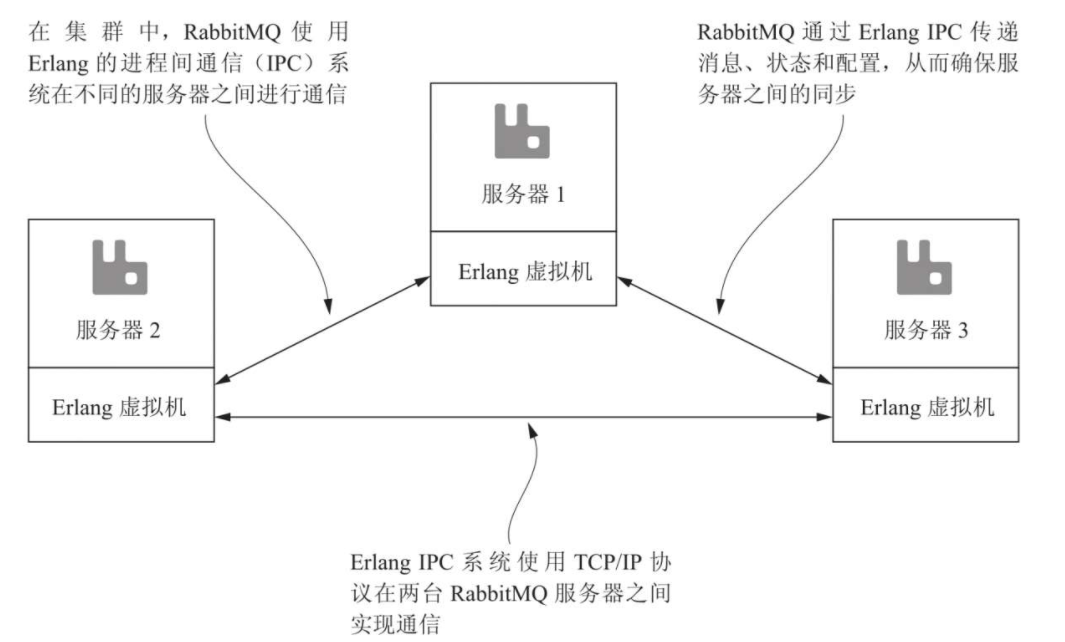 在集群中，RabbitMQ 使用
Erlang 的进程间通信（IPC）系
统在不同的服务器之间进行通信
RabbitMQ 通过 Erlang IPC 传递
消息、状态和配置，从而确保服
务器之间的同步
服务器 1
Erlang 虚拟机
服务器 2
Erlang 虚拟机
服务器 3
Erlang 虚拟机
Erlang IPC 系统使用 TCP/IP 协
议在两台 RabbitMQ 服务器之间
实现通信